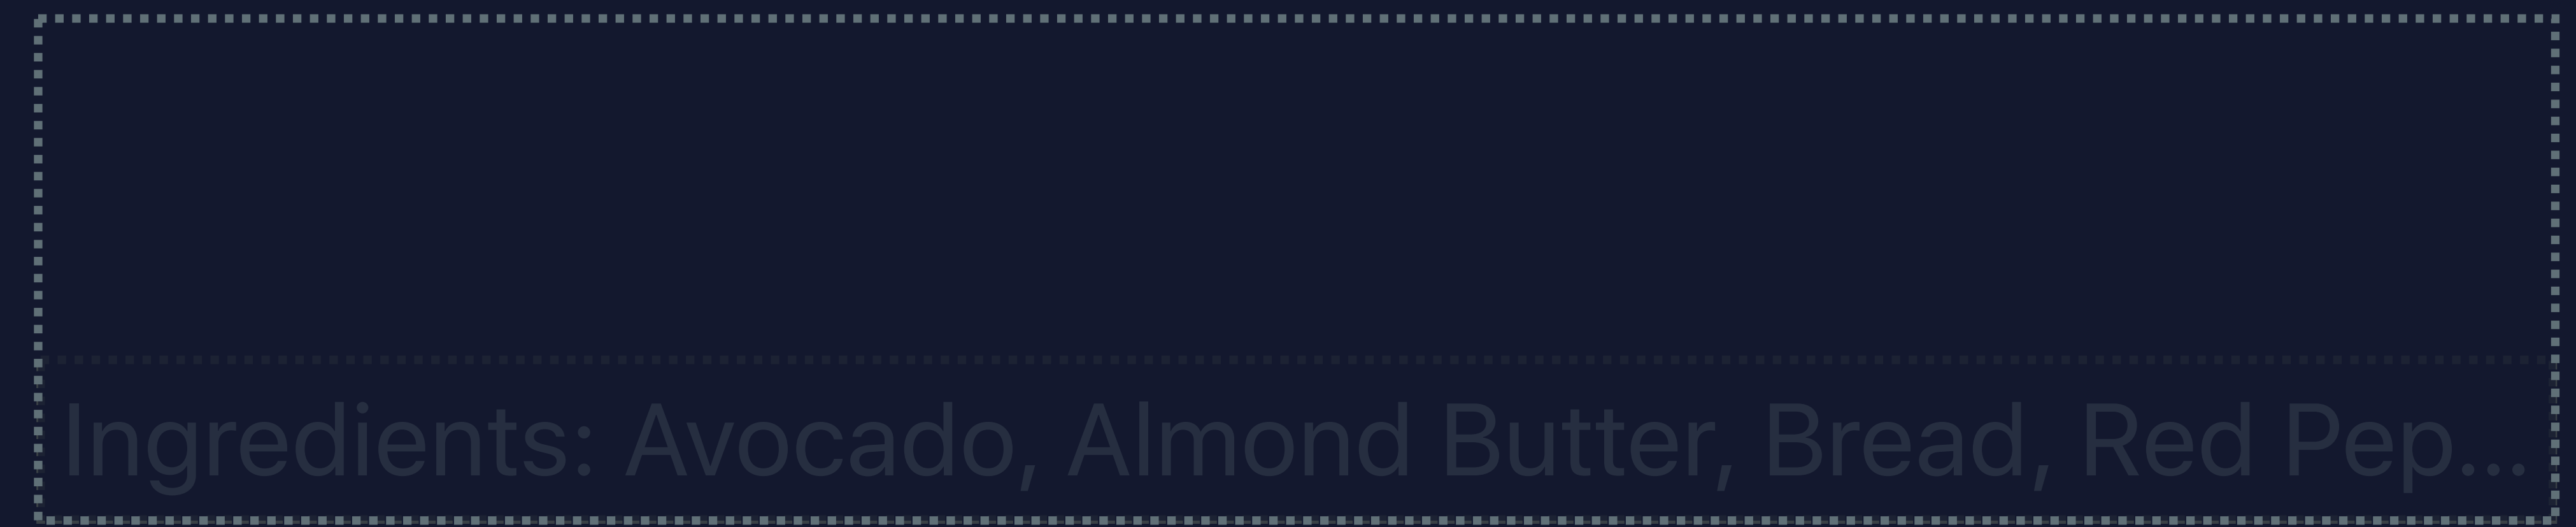 Ingredients: Avocado, Almond Butter, Bread, Red Pep...